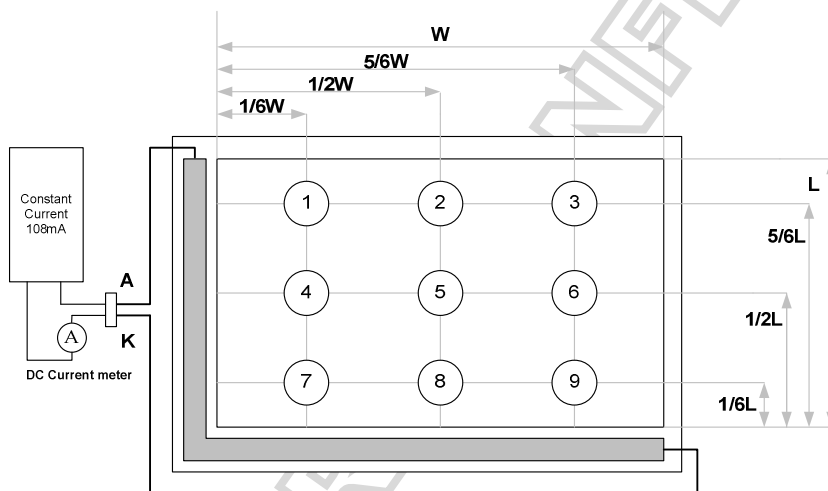 W
5/6W
1/2W
1/6W
L
5/6L
1/2L
1/6L
Constant
Current
108mA
A
K
A
DC Current meter
1 2 3
4 5 6
7 8 9